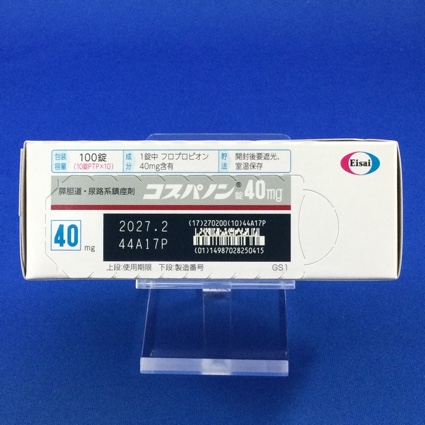 包装容量 100錠 (10錠PTP×10) 成分 1錠中 フロプロピオン 40mg含有 貯法 開封後要遮光、室温保存
Eisai
膵胆道・尿路系鎮痙剤 コスパノン®錠40mg
40mg
2027.2
44A17P
(17)270200(10)44A17P
(01)14987028250415
上段:使用期限 下段:製造番号 GS1